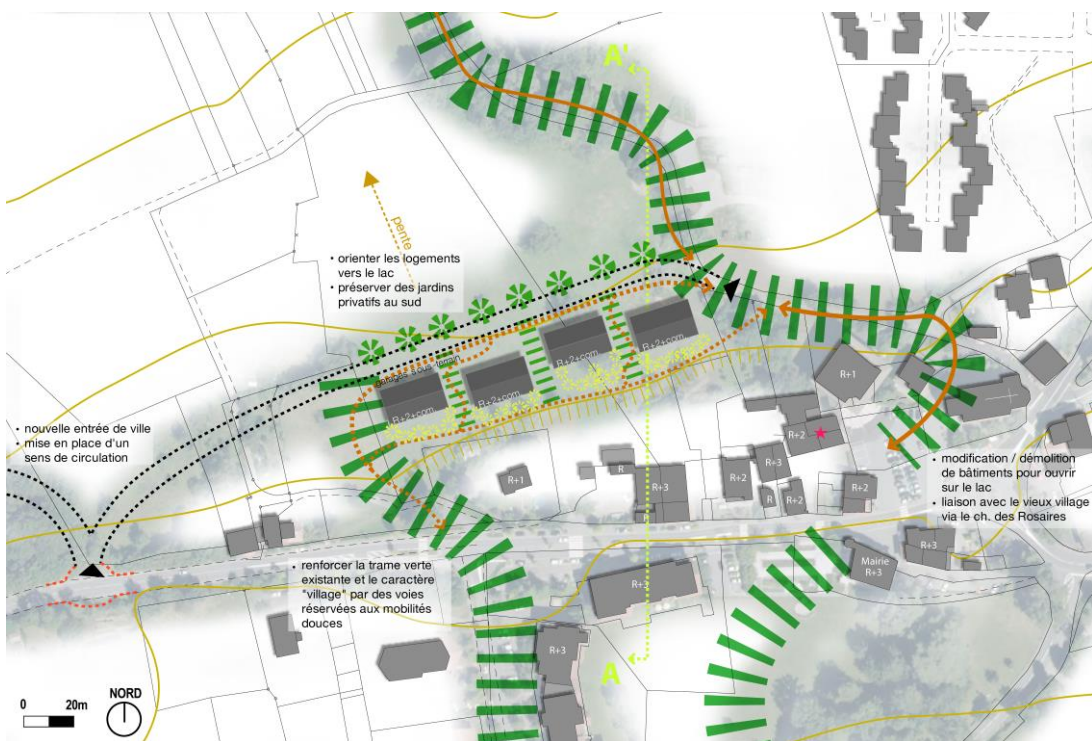 A'
pente
• orienter les logements
vers le lac
• préserver des jardins
privatifs au sud
R+2+com
R+2+com
garages sous-terrain
R+2+com
R+2+com
R+1
• nouvelle entrée de ville
• mise en place d'un
sens de circulation
R+2
R+3
R
R+1
R+3
R+2
R
R+2
R+2
• modification / démolition
de bâtiments pour ouvrir
sur le lac
• liaison avec le vieux village
via le ch. des Rosaires
• renforcer la trame verte
existante et le caractère
"village" par des voies
réservées aux mobilités
douces
R+3
Mairie
R+3
R+3
R+3
A
0 20m
NORD